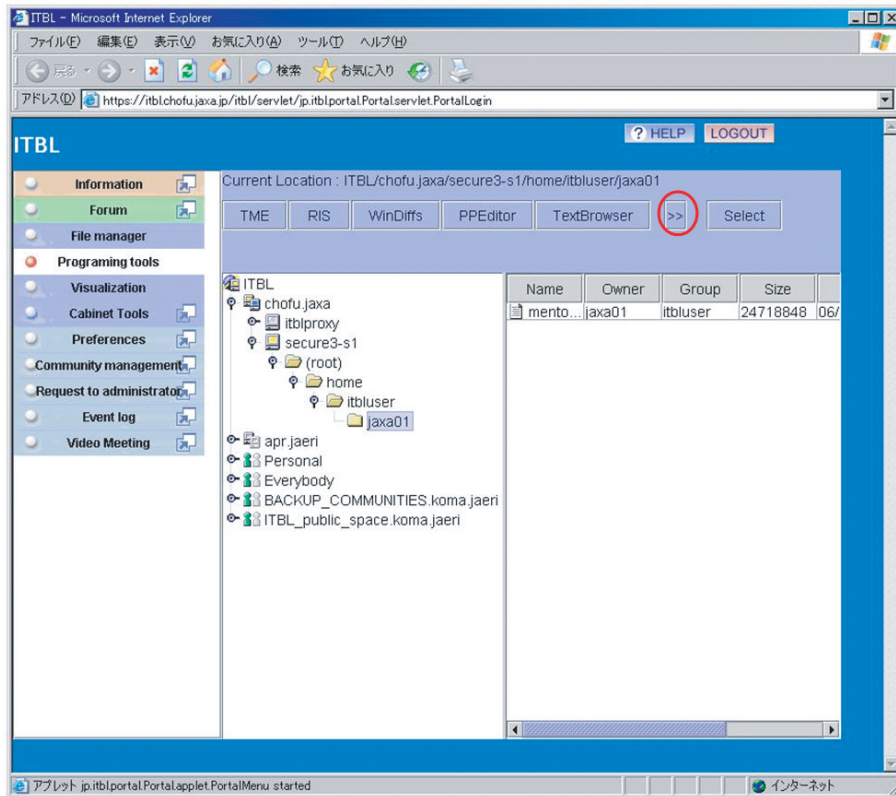 ITBL - Microsoft Internet Explorer
ファイル(F) 編集(E) 表示(V) お気に入り(A) ツール(T) ヘルプ(H)
戻る 検索 お気に入り
アドレス(D) https://itbl.chofu.jaxa.jp/itbl/servlet/jp.itbl.portal.Portal.servlet.PortalLogin
ITBL
? HELP LOGOUT
Information
Forum
File manager
Programing tools
Visualization
Cabinet Tools
Preferences
Community management
Request to administrator
Event log
Video Meeting
Current Location : ITBL/chofu.jaxa/secure3-s1/home/itbluser/jaxa01
TME RIS WinDiffs PPEditor TextBrowser >> Select
ITBL
chofu.jaxa
itblproxy
secure3-s1
(root)
home
itbluser
jaxa01
apr.jaeri
Personal
Everybody
BACKUP_COMMUNITIES.koma.jaeri
ITBL_public_space.koma.jaeri
Name Owner Group Size
mento... jaxa01 itbluser 24718848 06/
アプレット jp.itbl.portal.Portal.applet.PortalMenu started インターネット